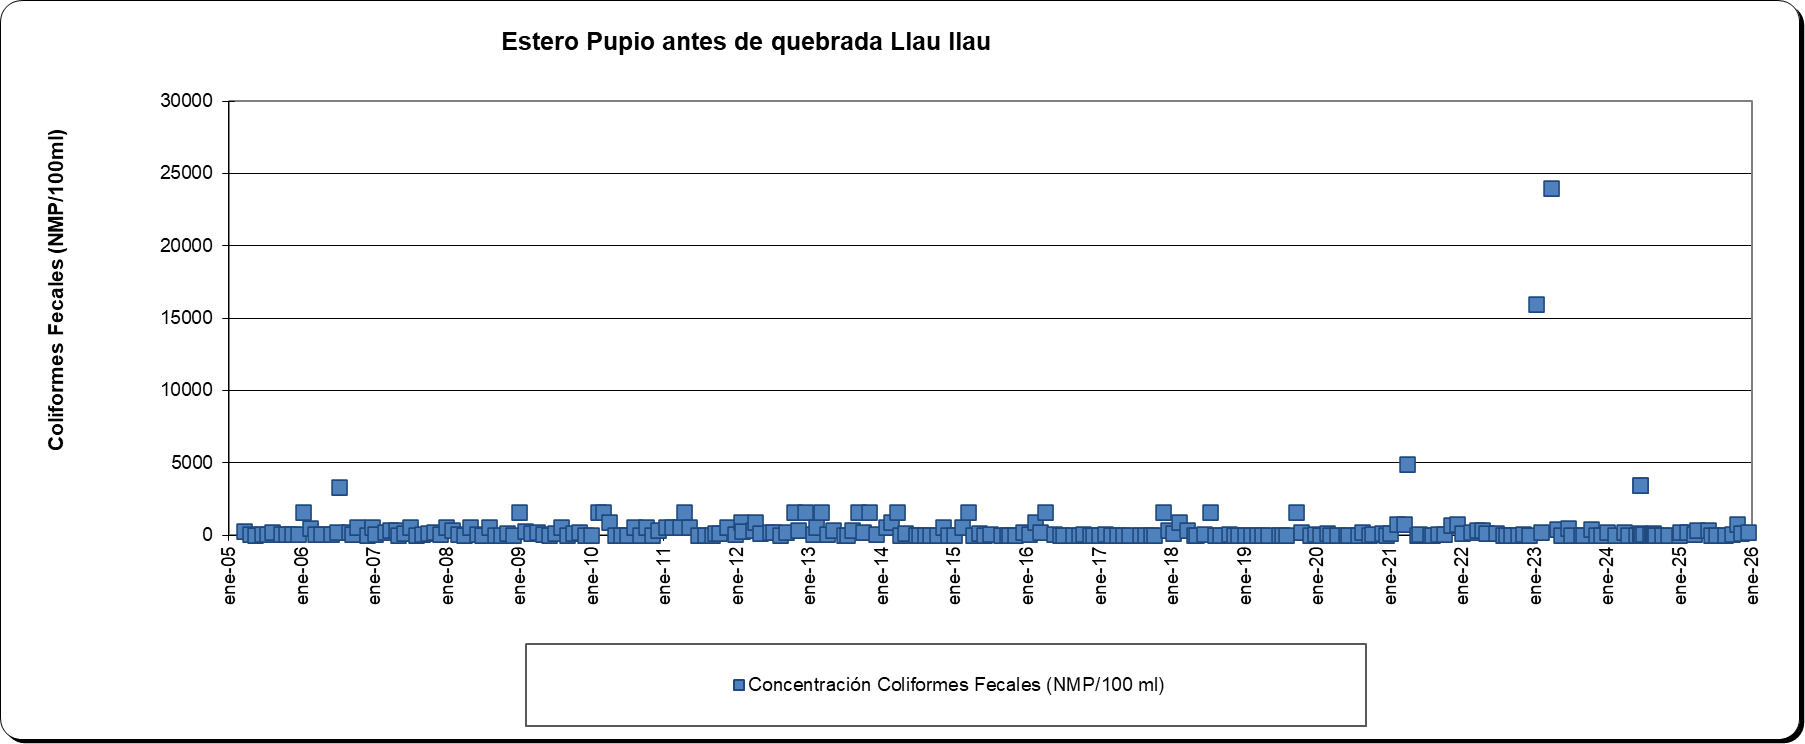 Estero Pupio antes de quebrada Llau llau
Coliformes Fecales (NMP/100ml)
30000
25000
20000
15000
10000
5000
0
ene-05
ene-06
ene-07
ene-08
ene-09
ene-10
ene-11
ene-12
ene-13
ene-14
ene-15
ene-16
ene-17
ene-18
ene-19
ene-20
ene-21
ene-22
ene-23
ene-24
ene-25
ene-26
Concentración Coliformes Fecales (NMP/100 ml)